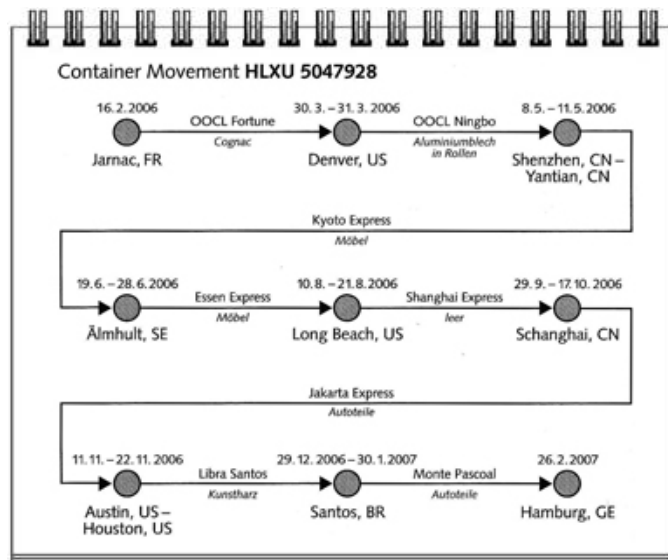 Container Movement HLXU 5047928
16.2.2006
OOCL Fortune
Cognac
30. 3. – 31. 3. 2006
OOCL Ningbo
Aluminiumblech
in Rollen
8.5. – 11.5.2006
Jarnac, FR
Denver, US
Shenzhen, CN –
Yantian, CN
Kyoto Express
Möbel
19.6. – 28.6.2006
Essen Express
Möbel
10.8. – 21.8.2006
Shanghai Express
leer
29. 9. – 17. 10. 2006
Älmhult, SE
Long Beach, US
Schanghai, CN
Jakarta Express
Autoteile
11.11. – 22.11.2006
Libra Santos
Kunstharz
29. 12. 2006 – 30. 1. 2007
Monte Pascoal
Autoteile
26.2.2007
Austin, US –
Houston, US
Santos, BR
Hamburg, GE